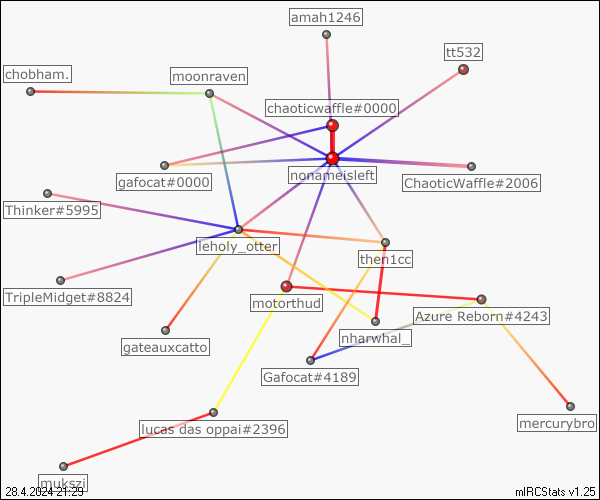 amah1246
tt532
chobham.
moonraven
chaoticwaffle#0000
nonameisleft
gafocat#0000
ChaoticWaffle#2006
Thinker#5995
leholy_otter
then1cc
TripleMidget#8824
motorthud
Azure Reborn#4243
gateauxcatto
nharwhal_
Gafocat#4189
lucas das oppai#2396
mercurybro
mukszi
28.4.2024 21:29
mIRCStats v1.25